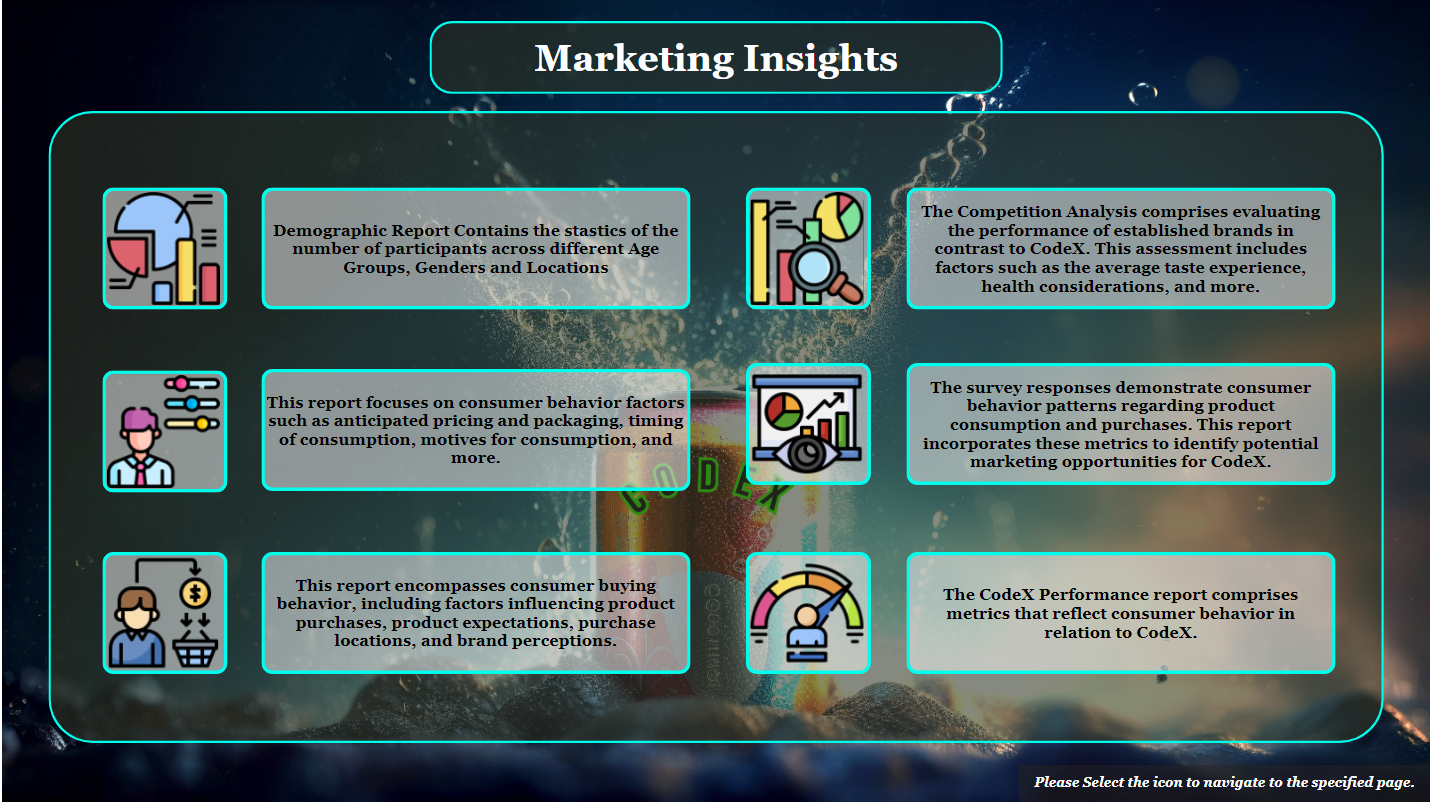 Marketing Insights
Demographic Report Contains the stastics of the
number of participants across different Age
Groups, Genders and Locations
The Competition Analysis comprises evaluating
the performance of established brands in
contrast to CodeX. This assessment includes
factors such as the average taste experience,
health considerations, and more.
This report focuses on consumer behavior factors
such as anticipated pricing and packaging, timing
of consumption, motives for consumption, and
more.
The survey responses demonstrate consumer
behavior patterns regarding product
consumption and purchases. This report
incorporates these metrics to identify potential
marketing opportunities for CodeX.
CODEX
This report encompasses consumer buying
behavior, including factors influencing product
purchases, product expectations, purchase
locations, and brand perceptions.
The CodeX Performance report comprises
metrics that reflect consumer behavior in
relation to CodeX.
Please Select the icon to navigate to the specified page.